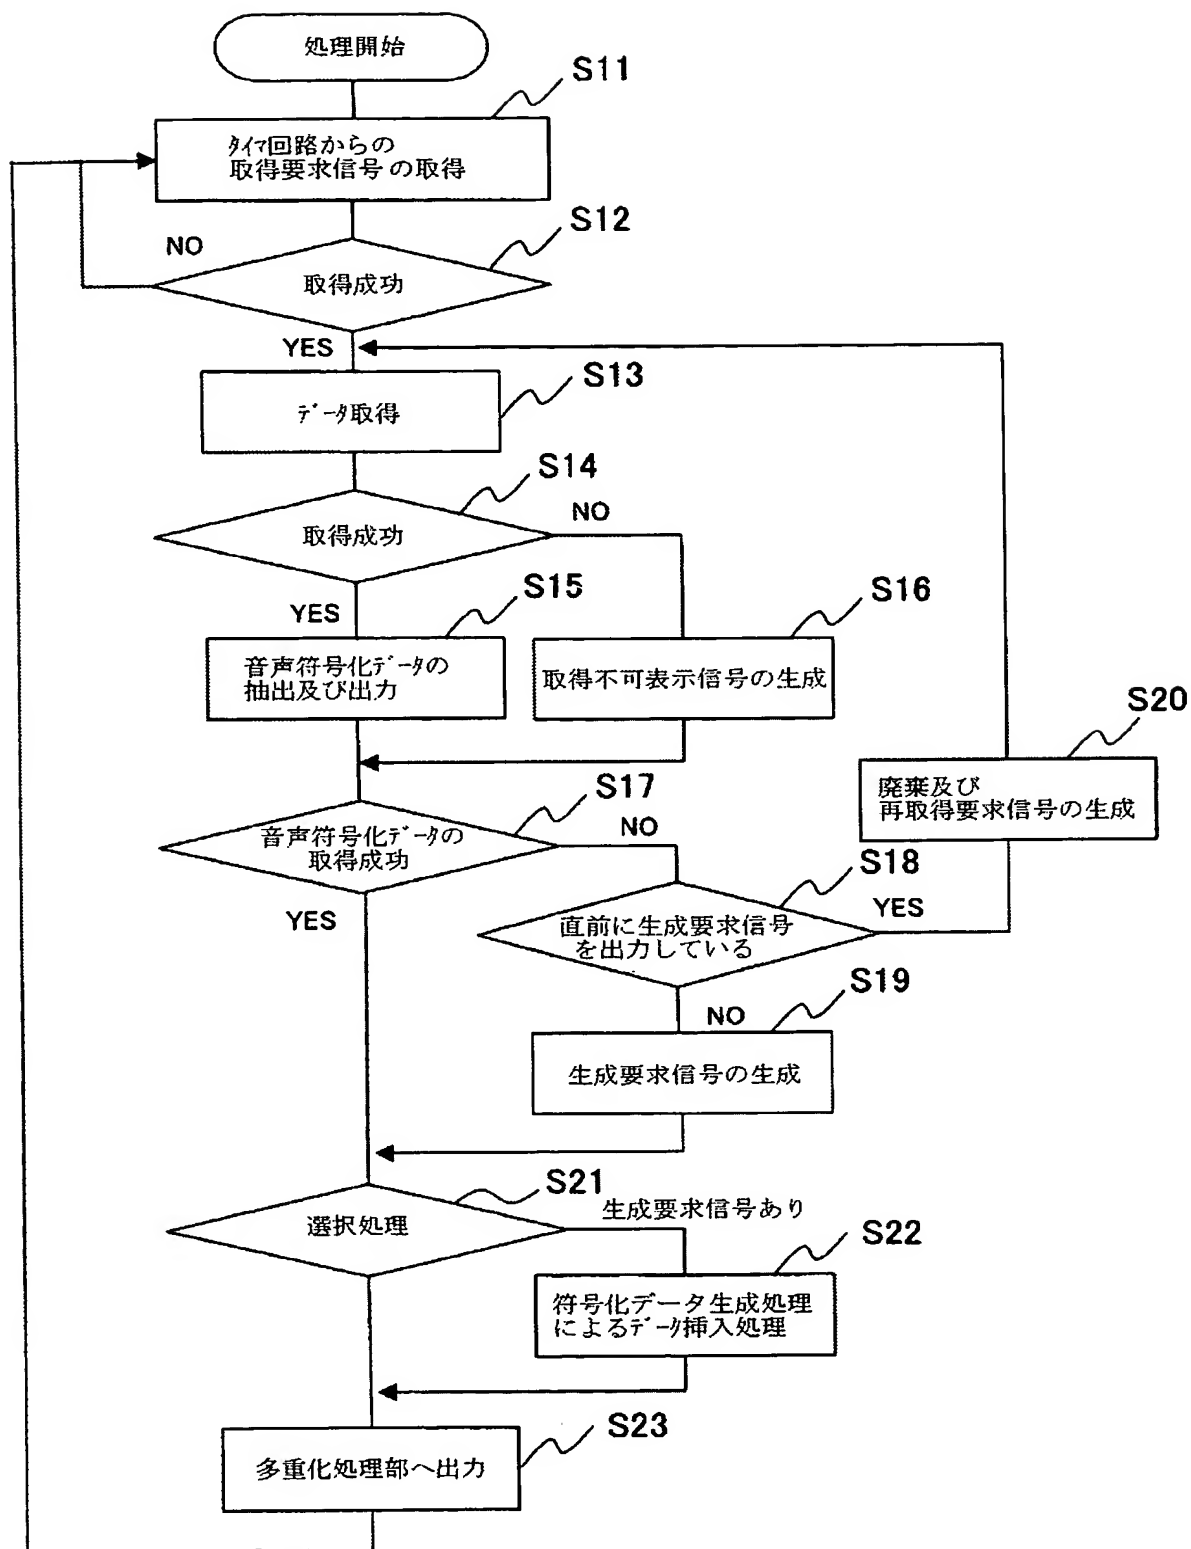 処理開始
S11
タイマ回路からの
取得要求信号の取得
S12
NO
取得成功
YES
S13
データ取得
S14
NO
取得成功
YES
S15
音声符号化データの
抽出及び出力
S16
取得不可表示信号の生成
S20
廃棄及び
再取得要求信号の生成
S17
音声符号化データの
取得成功
NO
YES
S18
直前に生成要求信号
を出力している
YES
NO
S19
生成要求信号の生成
S21
選択処理
生成要求信号あり
S22
符号化データ生成処理
によるデータ挿入処理
S23
多重化処理部へ出力